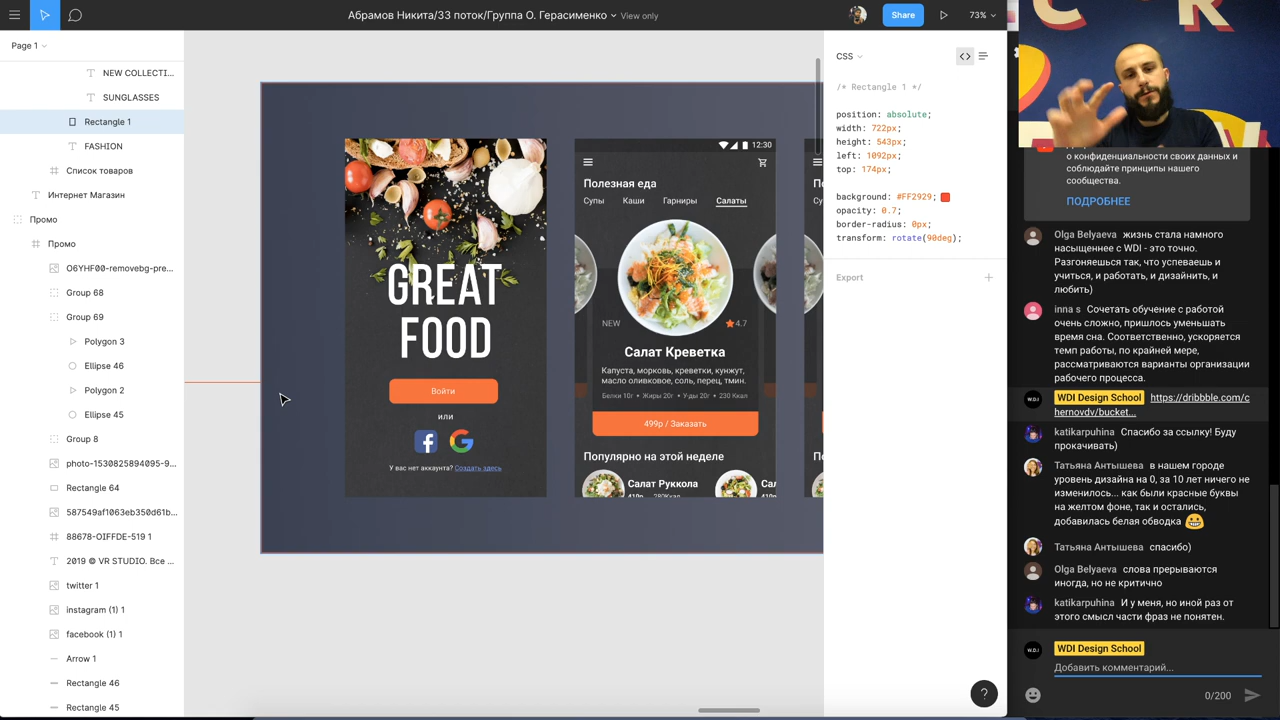 Абрамов Никита/33 поток/Группа О. Герасименко
View only
Share
73%
Page 1
NEW COLLECTI...
SUNGLASSES
Rectangle 1
FASHION
Список товаров
Интернет Магазин
Промо
Промо
O6YHF00-removebg-pre...
Group 68
Group 69
Polygon 3
Ellipse 46
Polygon 2
Ellipse 45
Group 8
photo-1530825894095-9...
Rectangle 64
587549af1063eb350d61b...
88678-OIFFDE-519 1
2019 © VR STUDIO. Все ...
twitter 1
instagram (1) 1
facebook (1) 1
Arrow 1
Rectangle 46
Rectangle 45
GREAT
FOOD
Войти
или
У вас нет аккаунта? Создать здесь
12:30
Полезная еда
Супы Каши Гарниры Салаты
NEW
4.7
Салат Креветка
Капуста, морковь, креветки, кунжут,
масло оливковое, соль, перец, тмин.
Белки 10г • Жиры 20г • У-ды 20г • 230 Ккал
499р / Заказать
Популярно на этой неделе
Салат Руккола
CSS
/* Rectangle 1 */
position: absolute;
width: 722px;
height: 543px;
left: 1092px;
top: 174px;
background: #FF2929;
opacity: 0.7;
border-radius: 0px;
transform: rotate(90deg);
Export
о конфиденциальности своих данных и
соблюдайте принципы нашего
сообщества.
ПОДРОБНЕЕ
Olga Belyaeva жизнь стала намного
насыщеннее с WDI - это точно.
Разгоняешься так, что успеваешь и
учиться, и работать, и дизайнить, и
любить)
inna s Сочетать обучение с работой
очень сложно, пришлось уменьшать
время сна. Соответственно, ускоряется
темп работы, по крайней мере,
рассматриваются варианты организации
рабочего процесса.
WDI Design School https://dribbble.com/c
hernovdv/bucket...
katikarpuhina Спасибо за ссылку! Буду
прокачивать)
Татьяна Антышева в нашем городе
уровень дизайна на 0, за 10 лет ничего не
изменилось... как были красные буквы
на желтом фоне, так и остались,
добавилась белая обводка
Татьяна Антышева спасибо)
Olga Belyaeva слова прерываются
иногда, но не критично
katikarpuhina И у меня, но иной раз от
этого смысл части фраз не понятен.
WDI Design School
Добавить комментарий...
0/200